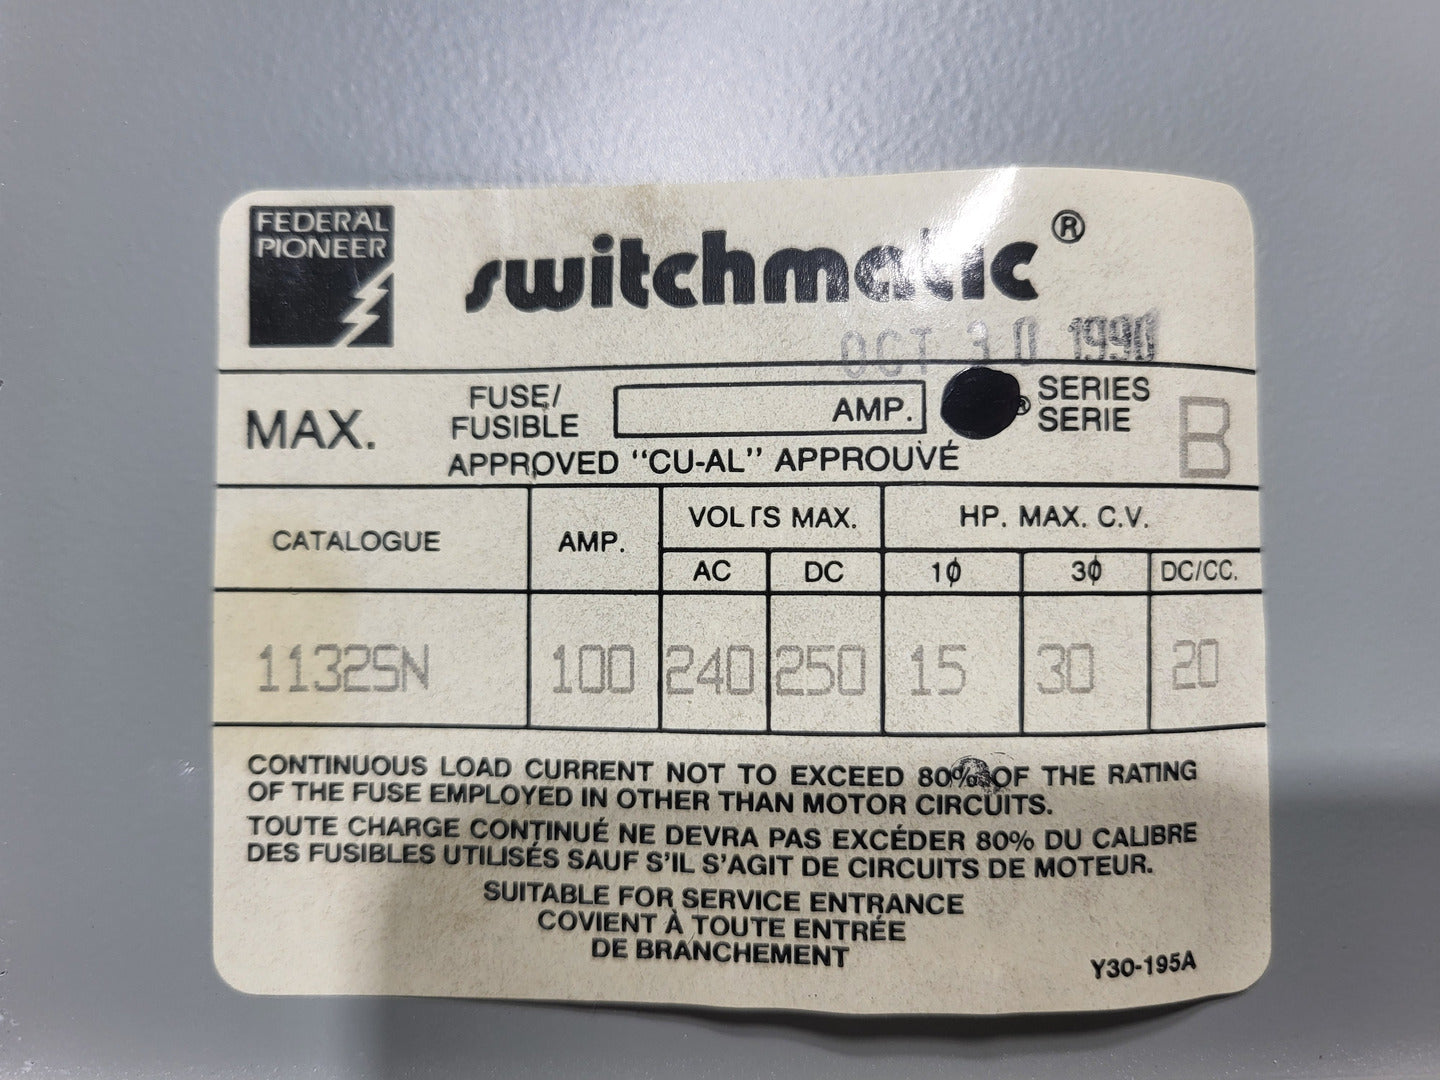 FEDERAL
PIONEER
switchmatic ®
OCT 30 1990
MAX.
FUSE/
FUSIBLE
AMP.
®
SERIES
SERIE
B
APPROVED "CU-AL" APPROUVÉ
CATALOGUE
AMP.
VOLTS MAX.
HP. MAX. C.V.
AC
DC
1ϕ
3ϕ
DC/CC.
1132SN
100
240
250
15
30
20
CONTINUOUS LOAD CURRENT NOT TO EXCEED 80% OF THE RATING
OF THE FUSE EMPLOYED IN OTHER THAN MOTOR CIRCUITS.
TOUTE CHARGE CONTINUÉ NE DEVRA PAS EXCÉDER 80% DU CALIBRE
DES FUSIBLES UTILISÉS SAUF S'IL S'AGIT DE CIRCUITS DE MOTEUR.
SUITABLE FOR SERVICE ENTRANCE
COVIENT À TOUTE ENTRÉE
DE BRANCHEMENT
Y30-195A